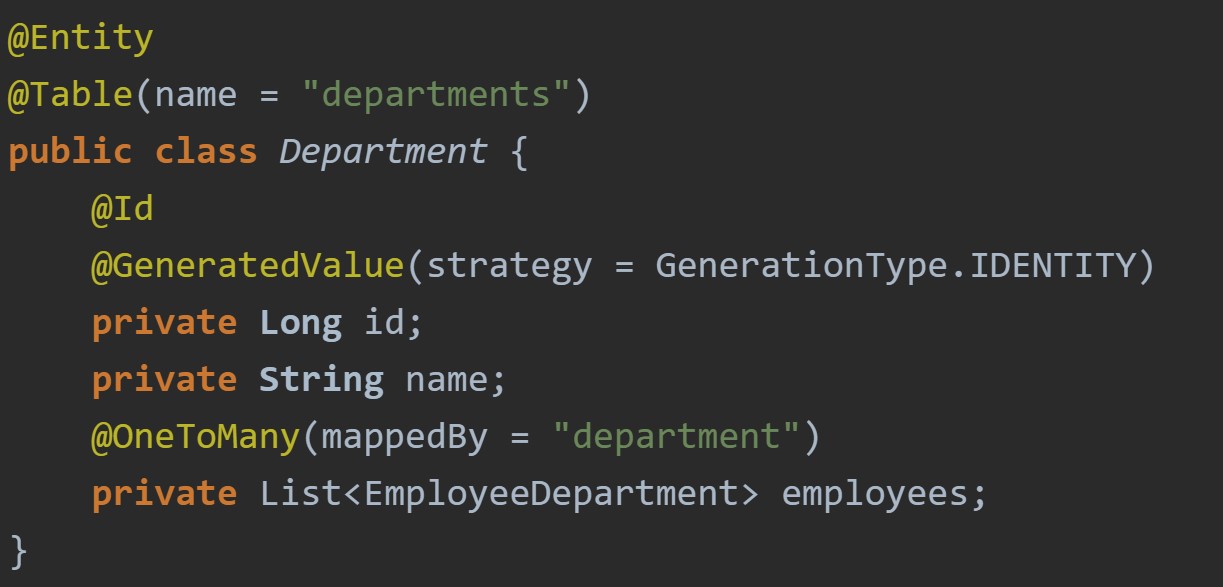 @Entity
@Table(name = "departments")
public class Department {
    @Id
    @GeneratedValue(strategy = GenerationType.IDENTITY)
    private Long id;
    private String name;
    @OneToMany(mappedBy = "department")
    private List<EmployeeDepartment> employees;
}